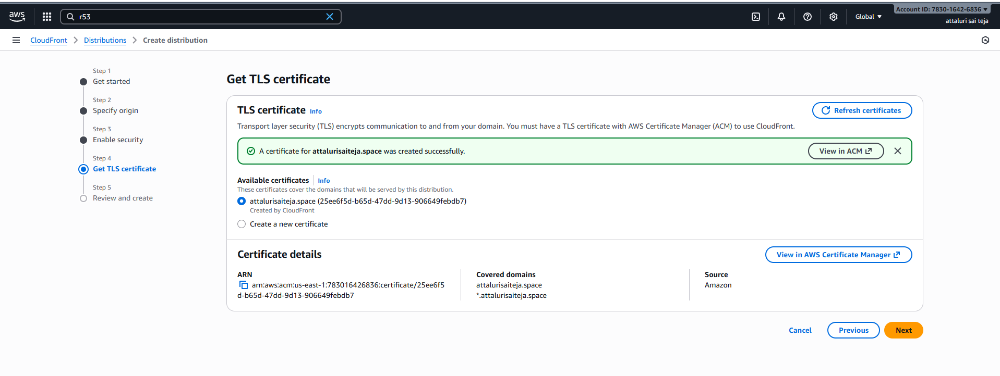 aws
r53
Global
Account ID: 7830-1642-6836
attaluri sai teja
CloudFront
Distributions
Create distribution
Step 1
Get started
Step 2
Specify origin
Step 3
Enable security
Step 4
Get TLS certificate
Step 5
Review and create
Get TLS certificate
TLS certificate
Info
Refresh certificates
Transport layer security (TLS) encrypts communication to and from your domain. You must have a TLS certificate with AWS Certificate Manager (ACM) to use CloudFront.
A certificate for attalurisaiteja.space was created successfully.
View in ACM
Available certificates
Info
These certificates cover the domains that will be served by this distribution.
attalurisaiteja.space (25ee6f5d-b65d-47dd-9d13-906649febdb7)
Created by CloudFront
Create a new certificate
Certificate details
View in AWS Certificate Manager
ARN
arn:aws:acm:us-east-1:783016426836:certificate/25ee6f5
d-b65d-47dd-9d13-906649febdb7
Covered domains
attalurisaiteja.space
*.attalurisaiteja.space
Source
Amazon
Cancel
Previous
Next